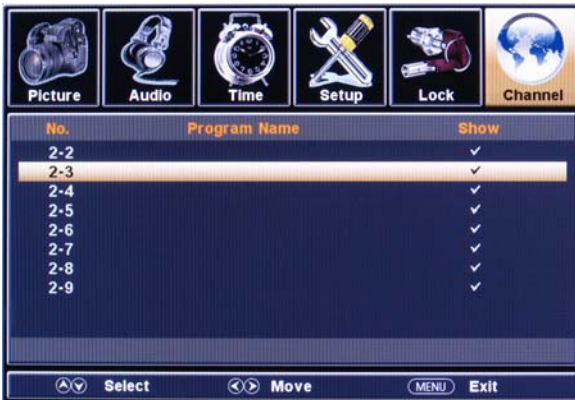 Picture Audio Time Setup Lock Channel
No. Program Name Show
2-2 ✓
2-3 ✓
2-4 ✓
2-5 ✓
2-6 ✓
2-7 ✓
2-8 ✓
2-9 ✓
Select Move MENU Exit